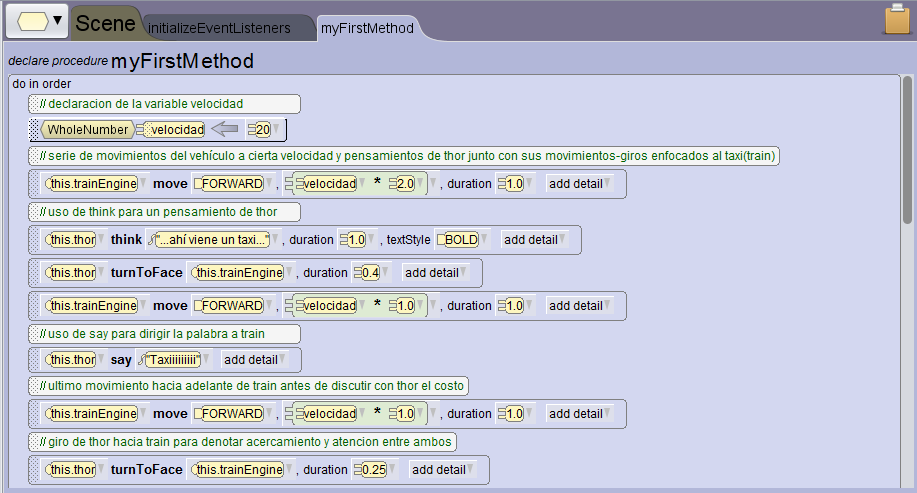 Scene initializeEventListeners myFirstMethod
declare procedure myFirstMethod
do in order
// declaracion de la variable velocidad
WholeNumber velocidad 20
// serie de movimientos del vehículo a cierta velocidad y pensamientos de thor junto con sus movimientos-giros enfocados al taxi(train)
this.trainEngine move FORWARD , velocidad * 2.0 , duration 1.0 add detail
// uso de think para un pensamiento de thor
this.thor think "...ahí viene un taxi..." , duration 1.0 , textStyle BOLD add detail
this.thor turnToFace this.trainEngine , duration 0.4 add detail
this.trainEngine move FORWARD , velocidad * 1.0 , duration 1.0 add detail
// uso de say para dirigir la palabra a train
this.thor say "Taxiiiiiiiii" add detail
// ultimo movimiento hacia adelante de train antes de discutir con thor el costo
this.trainEngine move FORWARD , velocidad * 1.0 , duration 1.0 add detail
// giro de thor hacia train para denotar acercamiento y atencion entre ambos
this.thor turnToFace this.trainEngine , duration 0.25 add detail